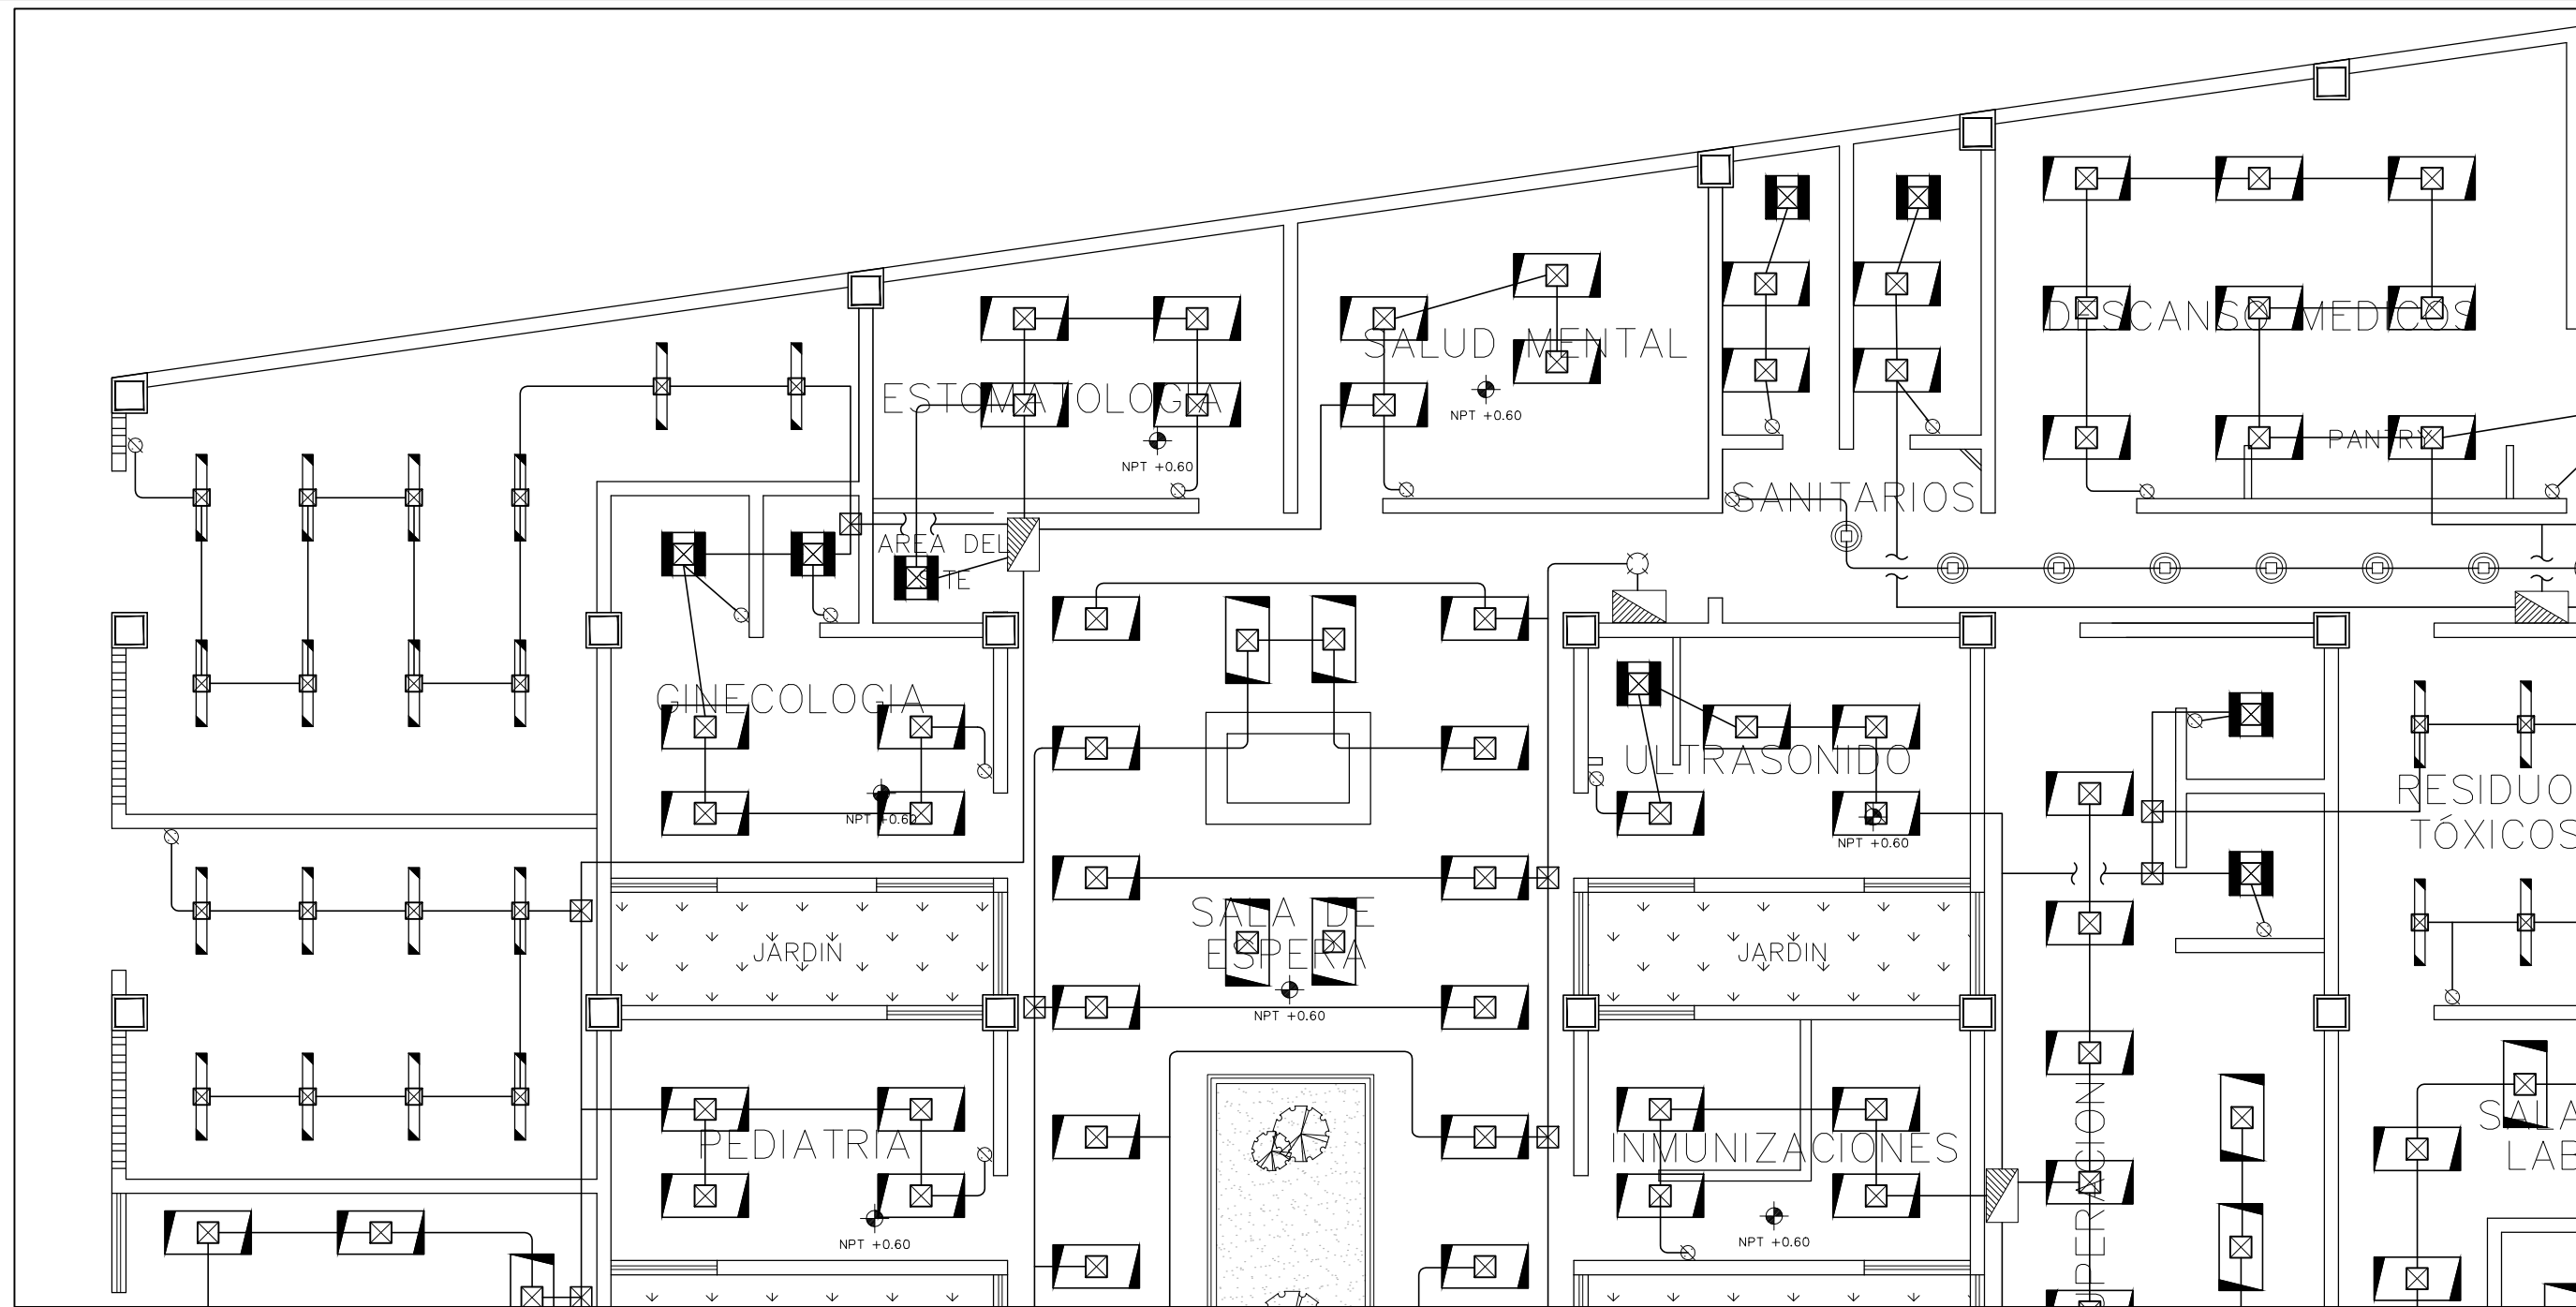 DESCANSO MEDICOS
SALUD MENTAL
ESTOMATOLOGIA
NPT +0.60
PANTRY
NPT +0.60
SANITARIOS
AREA DEL
TE
GINECOLOGIA
ULTRASONIDO
NPT +0.60
NPT +0.60
RESIDUO
TÓXICOS
SALA DE
ESPERA
JARDIN
JARDIN
NPT +0.60
PEDIATRIA
INMUNIZACIONES
SALA
LAB
NPT +0.60
NPT +0.60
UPERACION